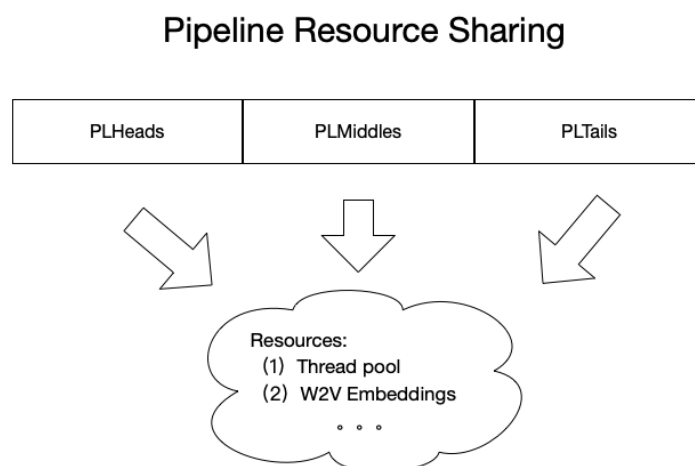 Pipeline Resource Sharing
PLHeads PLMiddles PLTails
Resources:
(1) Thread pool
(2) W2V Embeddings
。。。